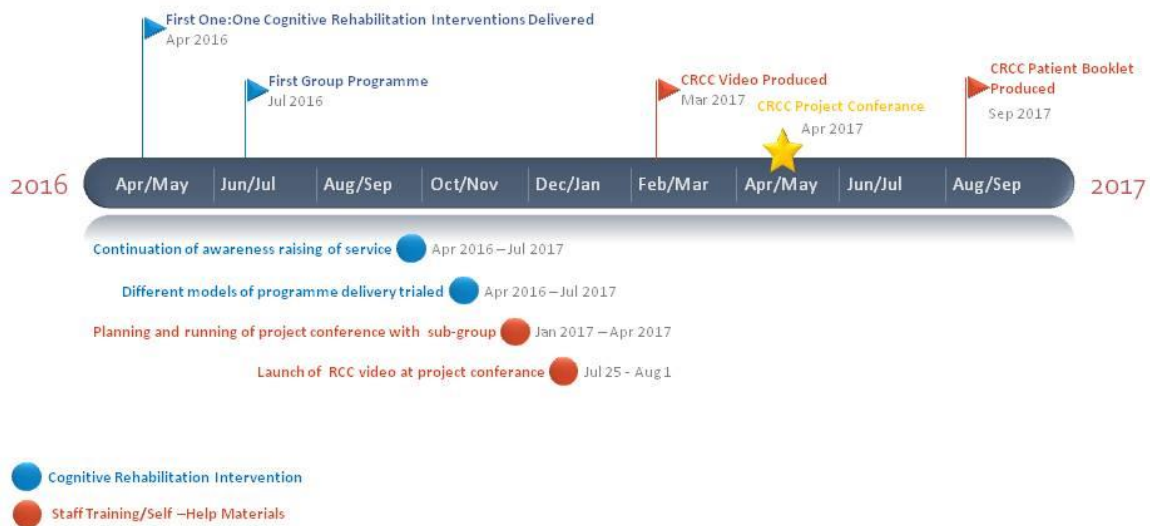 First One:One Cognitive Rehabilitation Interventions Delivered
Apr 2016
First Group Programme
Jul 2016
CRCC Video Produced
Mar 2017
CRCC Project Conferance
Apr 2017
CRCC Patient Booklet
Produced
Sep 2017
2016 Apr/May Jun/Jul Aug/Sep Oct/Nov Dec/Jan Feb/Mar Apr/May Jun/Jul Aug/Sep 2017
Continuation of awareness raising of service Apr 2016 – Jul 2017
Different models of programme delivery trialed Apr 2016 – Jul 2017
Planning and running of project conference with sub-group Jan 2017 – Apr 2017
Launch of RCC video at project conferance Jul 25 - Aug 1
Cognitive Rehabilitation Intervention
Staff Training/Self –Help Materials